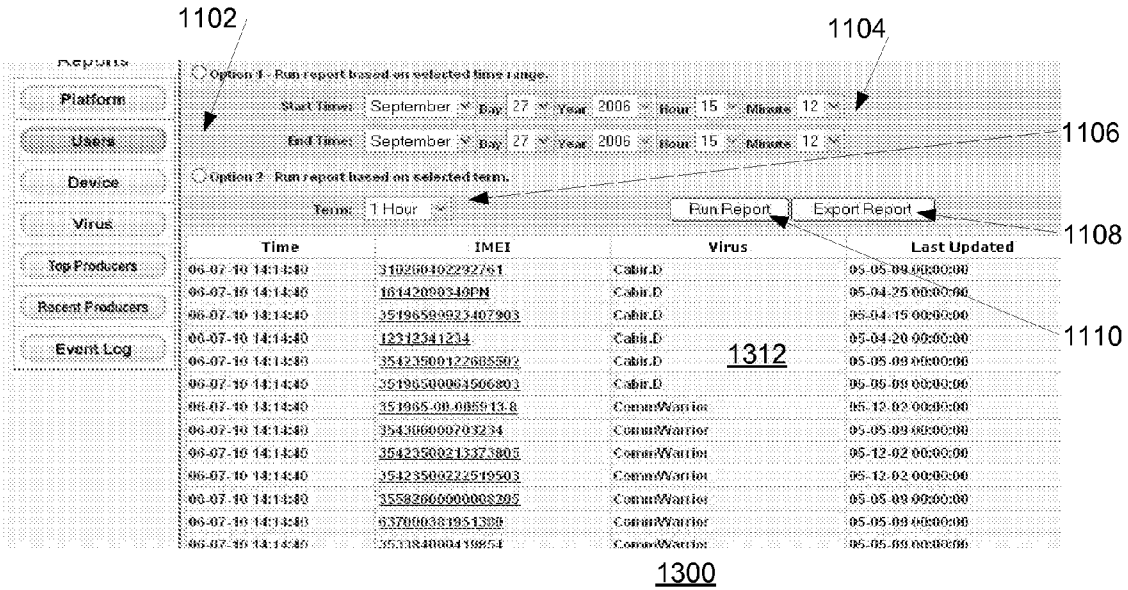 1102
1104
Reports
Option 1 - Run report based on selected time range.
Platform
Start Time: September Day 27 Year 2006 Hour 15 Minute 12
Users
End Time: September Day 27 Year 2006 Hour 15 Minute 12
1106
Device
Option 2 - Run report based on selected term.
Term: 1 Hour Run Report Export Report
Virus
1108
Time IMEI Virus Last Updated
Top Producers
06-07-10 14:14:40 310260402292761 Cabir.D 05-05-09 00:00:00
06-07-10 14:14:40 16142090340PN Cabir.D 05-04-25 00:00:00
Recent Producers
06-07-10 14:14:40 35196599923407903 Cabir.D 05-04-15 00:00:00
1110
06-07-10 14:14:40 12312341234 Cabir.D 05-04-20 00:00:00
Event Log
1312
06-07-10 14:14:40 35423500122685502 Cabir.D 05-05-09 00:00:00
06-07-10 14:14:40 35196500064506803 Cabir.D 05-05-09 00:00:00
06-07-10 14:14:40 351965-00-005913-8 CommWarrior 05-12-02 00:00:00
06-07-10 14:14:40 354306000703234 CommWarrior 05-05-09 00:00:00
06-07-10 14:14:40 35423500213373805 CommWarrior 05-12-02 00:00:00
06-07-10 14:14:40 35423500222519503 CommWarrior 05-12-02 00:00:00
06-07-10 14:14:40 35582600000008205 CommWarrior 05-05-09 00:00:00
06-07-10 14:14:40 637000381951380 CommWarrior 05-05-09 00:00:00
06-07-10 14:14:40 353384000419854 CommWarrior 05-05-09 00:00:00
1300